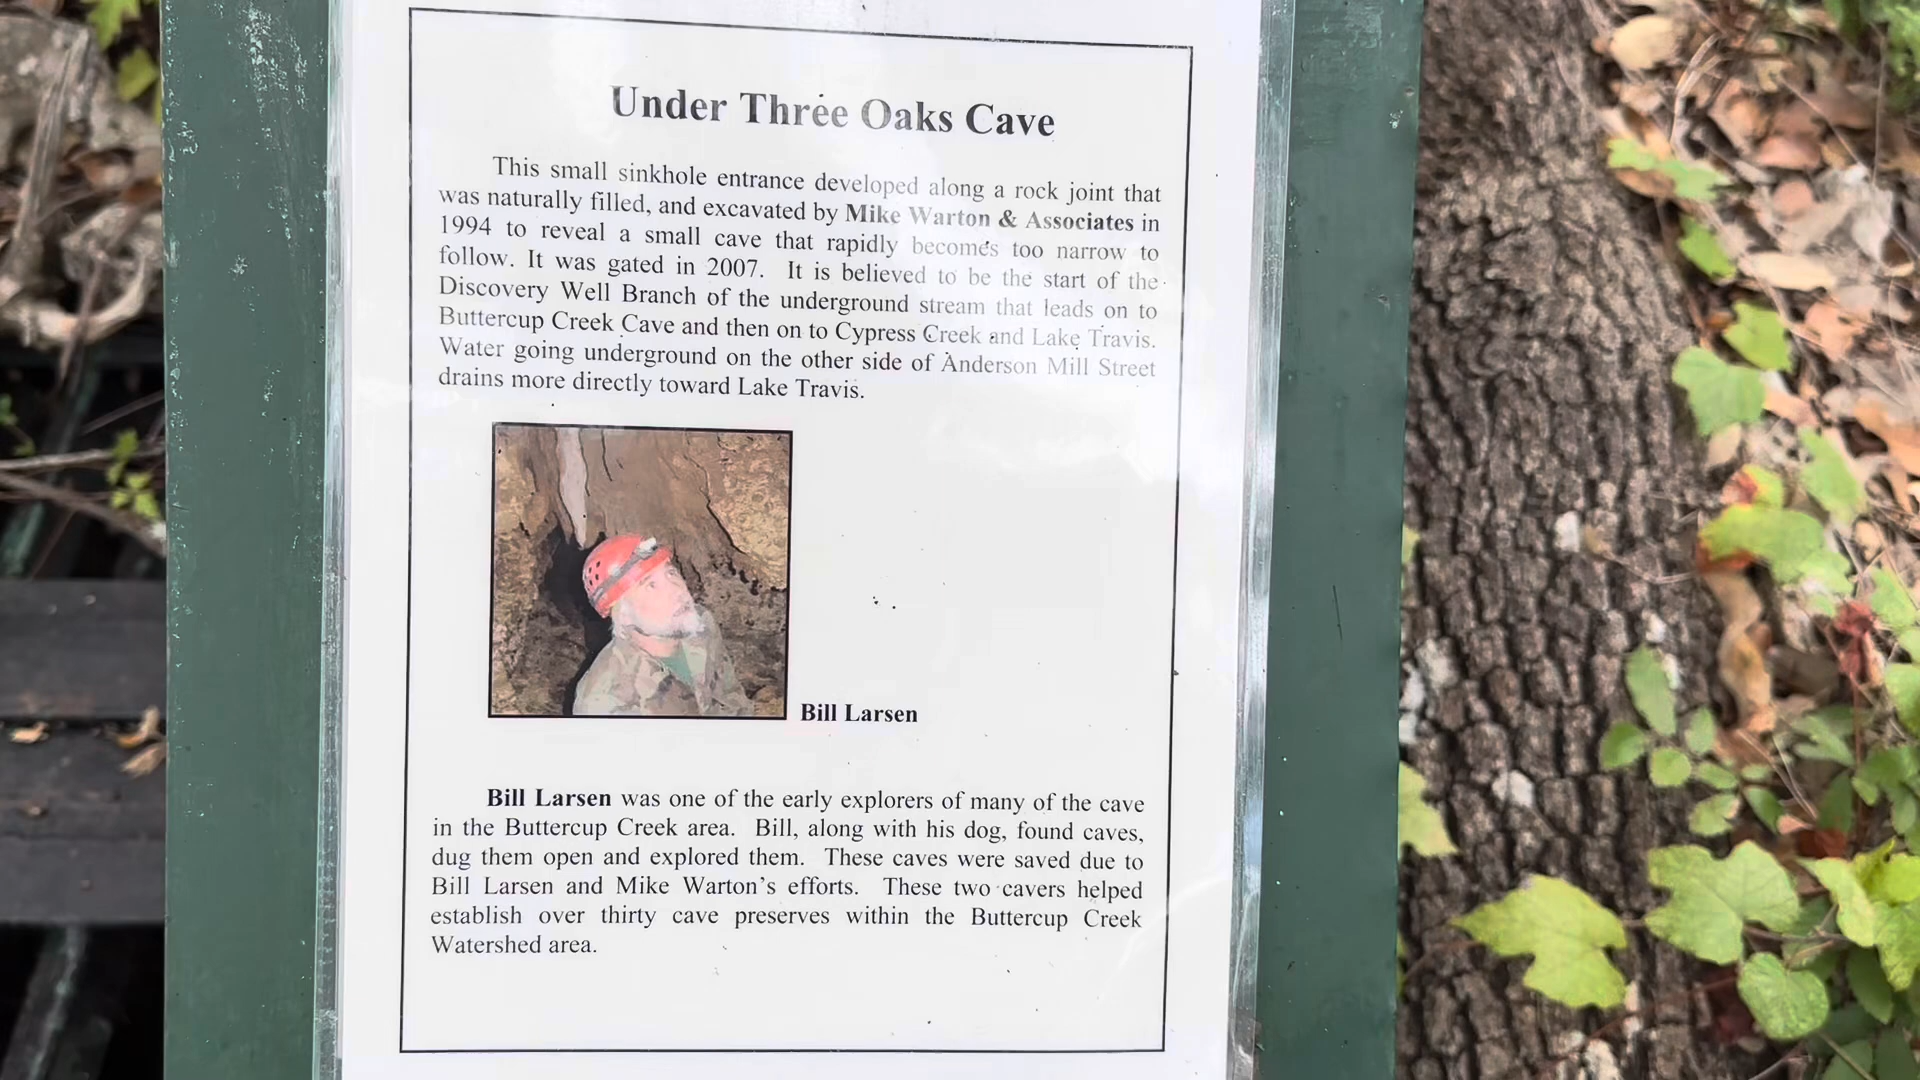 Under Three Oaks Cave
This small sinkhole entrance developed along a rock joint that
was naturally filled, and excavated by Mike Warton & Associates in
1994 to reveal a small cave that rapidly becomes too narrow to
follow. It was gated in 2007. It is believed to be the start of the
Discovery Well Branch of the underground stream that leads on to
Buttercup Creek Cave and then on to Cypress Creek and Lake Travis.
Water going underground on the other side of Anderson Mill Street
drains more directly toward Lake Travis.
Bill Larsen
Bill Larsen was one of the early explorers of many of the cave
in the Buttercup Creek area. Bill, along with his dog, found caves,
dug them open and explored them. These caves were saved due to
Bill Larsen and Mike Warton's efforts. These two cavers helped
establish over thirty cave preserves within the Buttercup Creek
Watershed area.